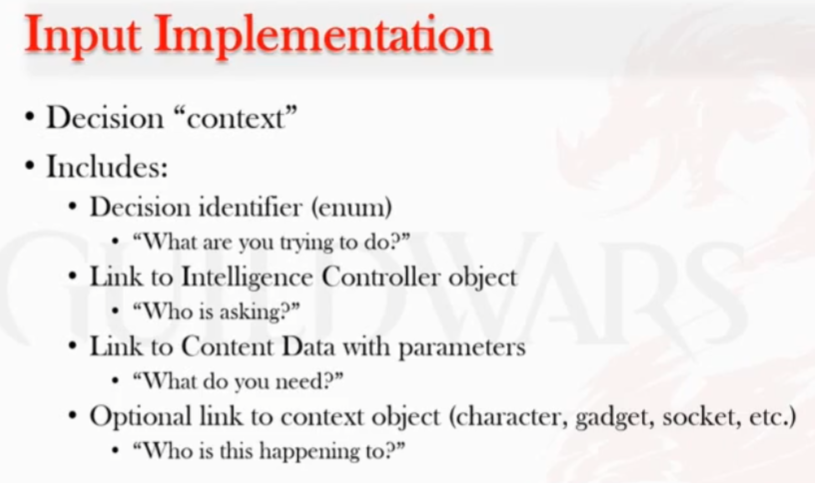 Input Implementation
• Decision “context”
• Includes:
• Decision identifier (enum)
• “What are you trying to do?”
• Link to Intelligence Controller object
• “Who is asking?”
• Link to Content Data with parameters
• “What do you need?”
• Optional link to context object (character, gadget, socket, etc.)
• “Who is this happening to?”
GUILDWARS